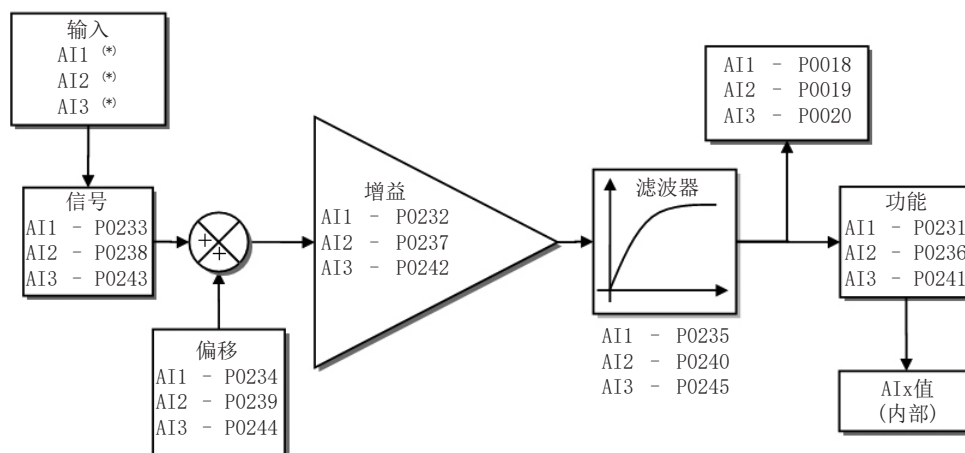 输入
AI1 (*)
AI2 (*)
AI3 (*)
信号
AI1 - P0233
AI2 - P0238
AI3 - P0243
+
+
偏移
AI1 - P0234
AI2 - P0239
AI3 - P0244
增益
AI1 - P0232
AI2 - P0237
AI3 - P0242
滤波器
AI1 - P0235
AI2 - P0240
AI3 - P0245
AI1 - P0018
AI2 - P0019
AI3 - P0020
功能
AI1 - P0231
AI2 - P0236
AI3 - P0241
AIx值
(内部)